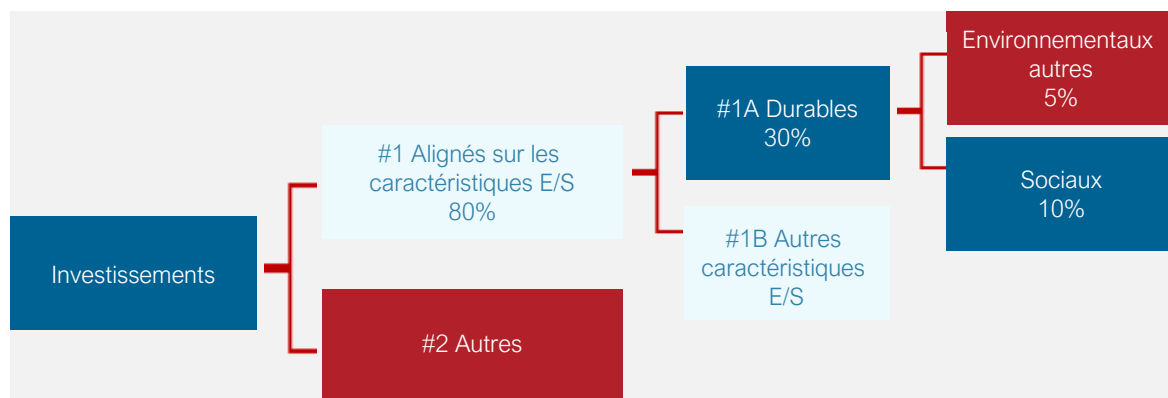 Investissements
#1 Alignés sur les
caractéristiques E/S
80%
#2 Autres
#1A Durables
30%
#1B Autres
caractéristiques
E/S
Environnementaux
autres
5%
Sociaux
10%